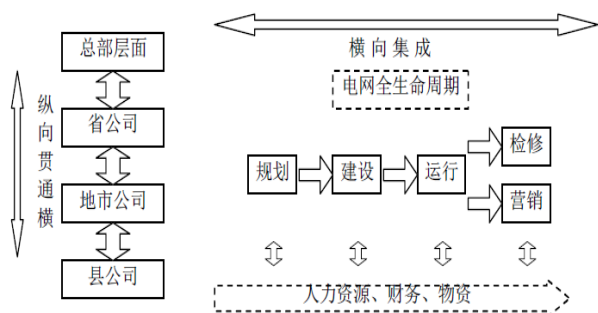 总部层面
省公司
地市公司
县公司
纵向贯通横
横向集成
电网全生命周期
规划
建设
运行
检修
营销
人力资源、财务、物资